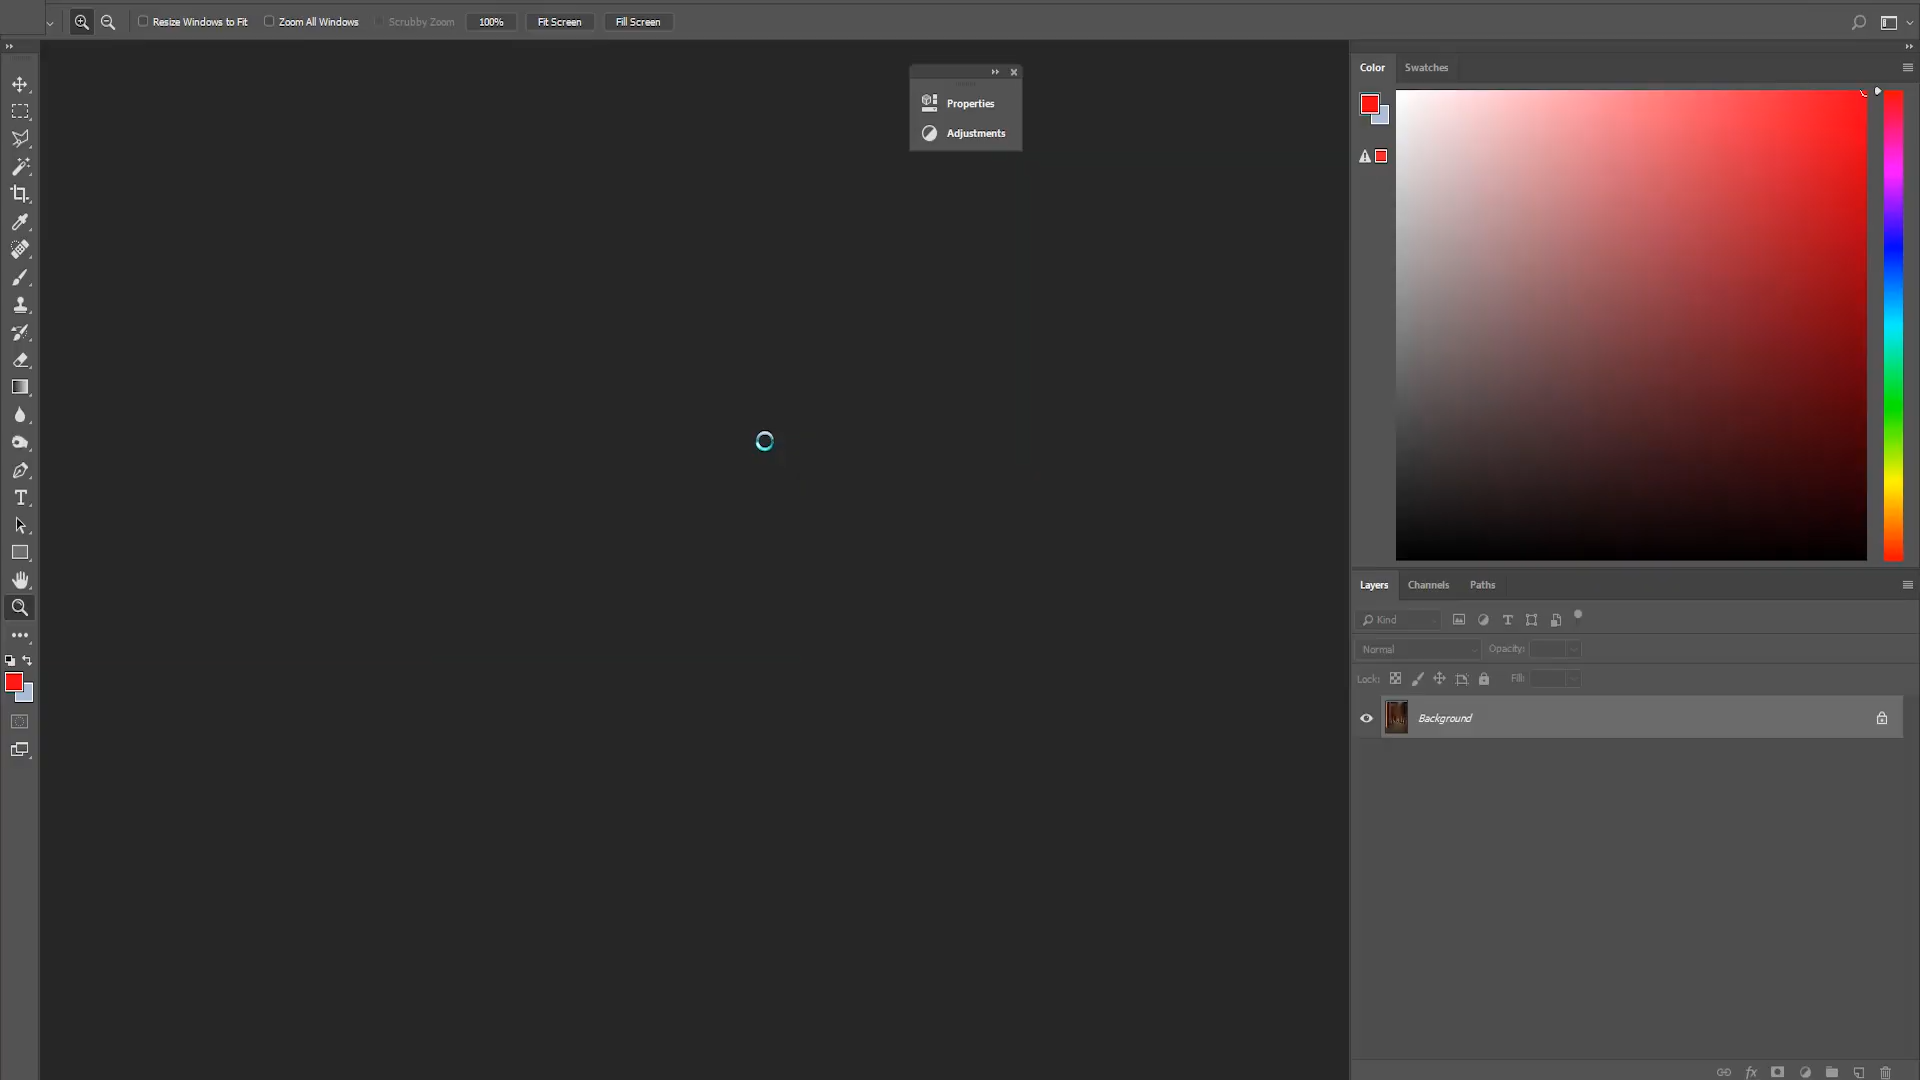 Resize Windows to Fit
Zoom All Windows
Scrubby Zoom
100%
Fit Screen
Fill Screen
Properties
Adjustments
Color
Swatches
Layers
Channels
Paths
Kind
Normal
Opacity:
Lock:
Fill:
Background